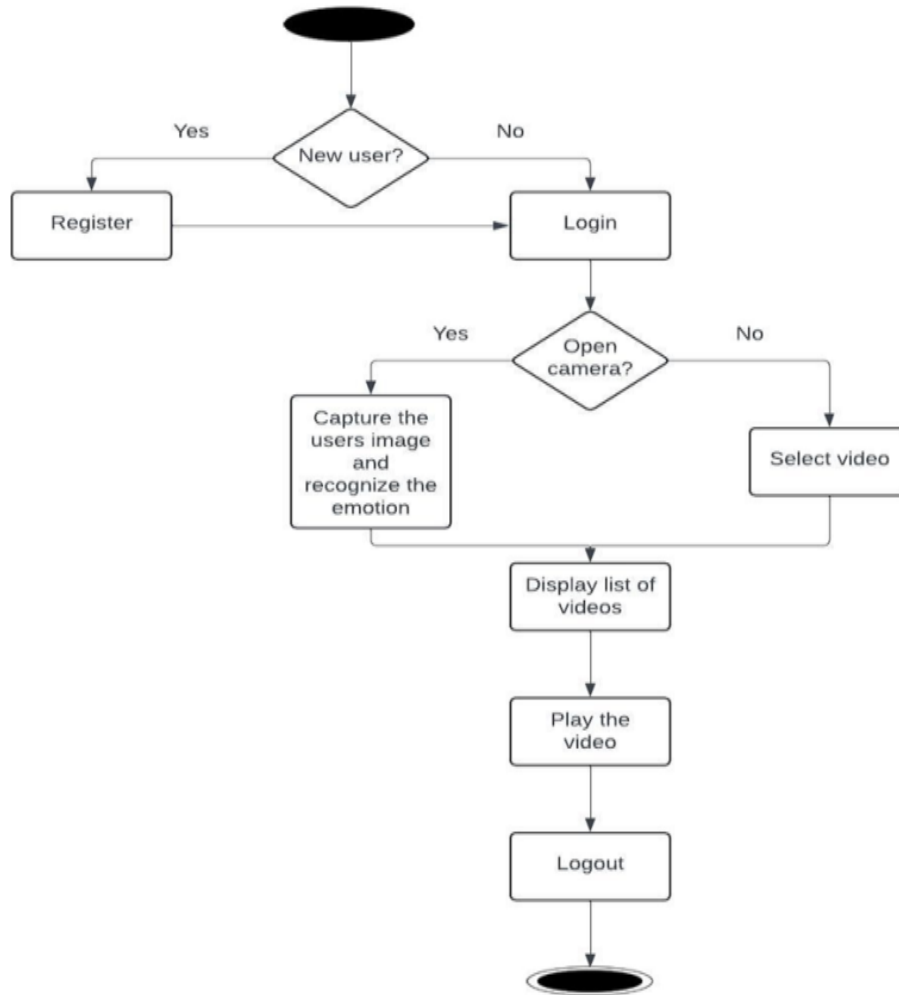 Yes
No
New user?
Register
Login
Yes
No
Open
camera?
Capture the
users image
and
recognize the
emotion
Select video
Display list of
videos
Play the
video
Logout